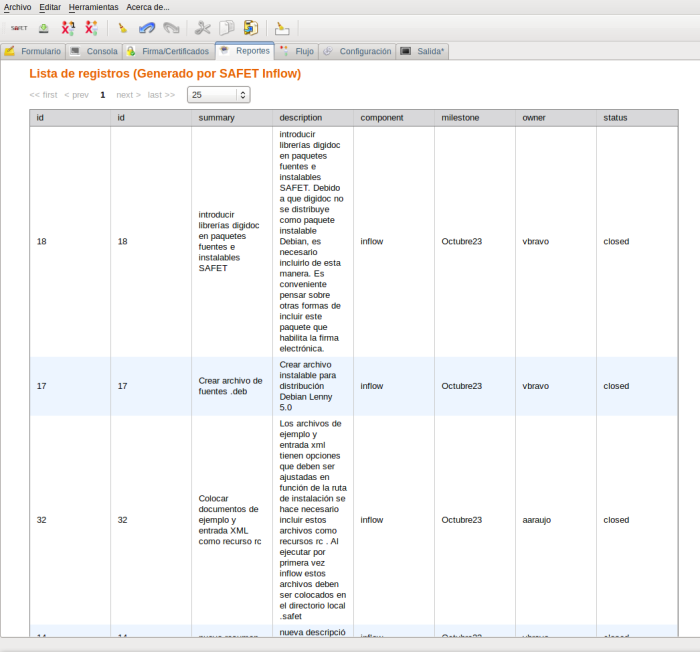 Archivo Editar Herramientas Acerca de...
SAFET
Formulario Consola Firma/Certificados Reportes Flujo Configuración Salida*
Lista de registros (Generado por SAFET Inflow)
<< first < prev 1 next > last >> 25
id id summary description component milestone owner status
18 18
introducir
librerías digidoc
en paquetes
fuentes e
instalables
SAFET
introducir
librerías digidoc
en paquetes
fuentes e
instalables
SAFET. Debido
a que digidoc no
se distribuye
como paquete
instalable
Debian, es
necesario
incluirlo de esta
manera. Es
conveniente
pensar sobre
otras formas de
incluir este
paquete que
habilita la firma
electrónica.
inflow Octubre23 vbravo closed
17 17
Crear archivo de
fuentes .deb
Crear archivo
instalable para
distribución
Debian Lenny
5.0
inflow Octubre23 vbravo closed
32 32
Colocar
documentos de
ejemplo y
entrada XML
como recurso rc
Los archivos de
ejemplo y
entrada xml
tienen opciones
que deben ser
ajustadas en
función de la ruta
de instalación se
hace necesario
incluir estos
archivos como
recursos rc . Al
ejecutar por
primera vez
inflow estos
archivos deben
ser colocados en
el directorio local
.safet
inflow Octubre23 aaraujo closed
14 14 nuevo resumen
nueva descripció
inflow Octubre23 vbravo closed